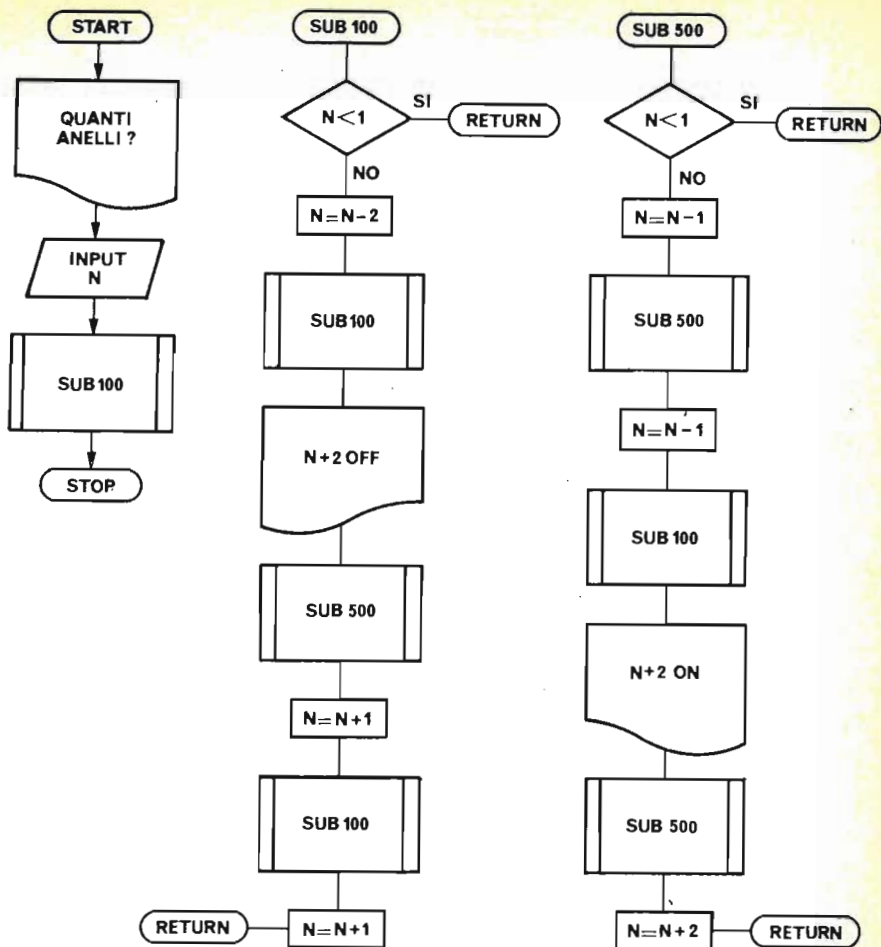 START
QUANTI
ANELLI ?
INPUT
N
SUB 100
STOP
SUB 100
N<1
SI
RETURN
NO
N=N-2
SUB 100
N+2 OFF
SUB 500
N=N+1
SUB 100
N=N+1
RETURN
SUB 500
N<1
SI
RETURN
NO
N=N-1
SUB 500
N=N-1
SUB 100
N+2 ON
SUB 500
N=N+2
RETURN